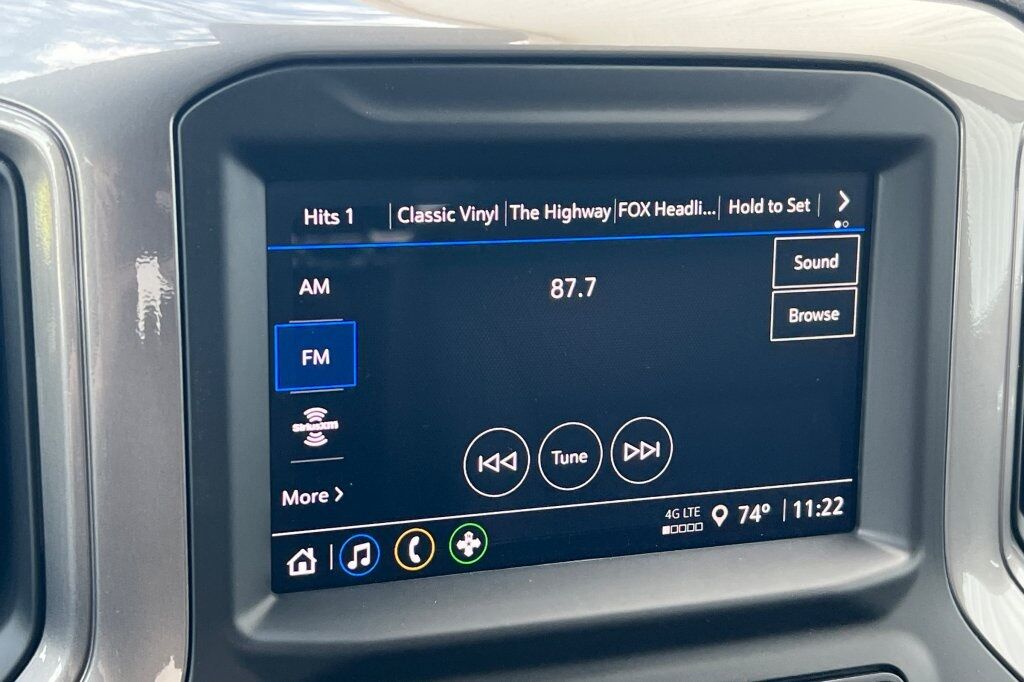 Hits 1 Classic Vinyl The Highway FOX Headli... Hold to Set
AM
87.7
Sound
Browse
FM
SiriusXM
Tune
More
4G LTE
74° 11:22